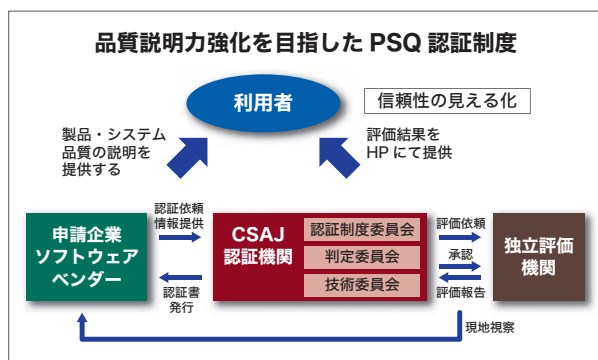 品質説明力強化を目指した PSQ 認証制度
利用者
信頼性の見える化
製品・システム
品質の説明を
提供する
評価結果を
HP にて提供
申請企業
ソフトウェア
ベンダー
認証依頼
情報提供
認証書
発行
CSAJ
認証機関
認証制度委員会
判定委員会
技術委員会
評価依頼
承認
評価報告
独立評価
機関
現地視察